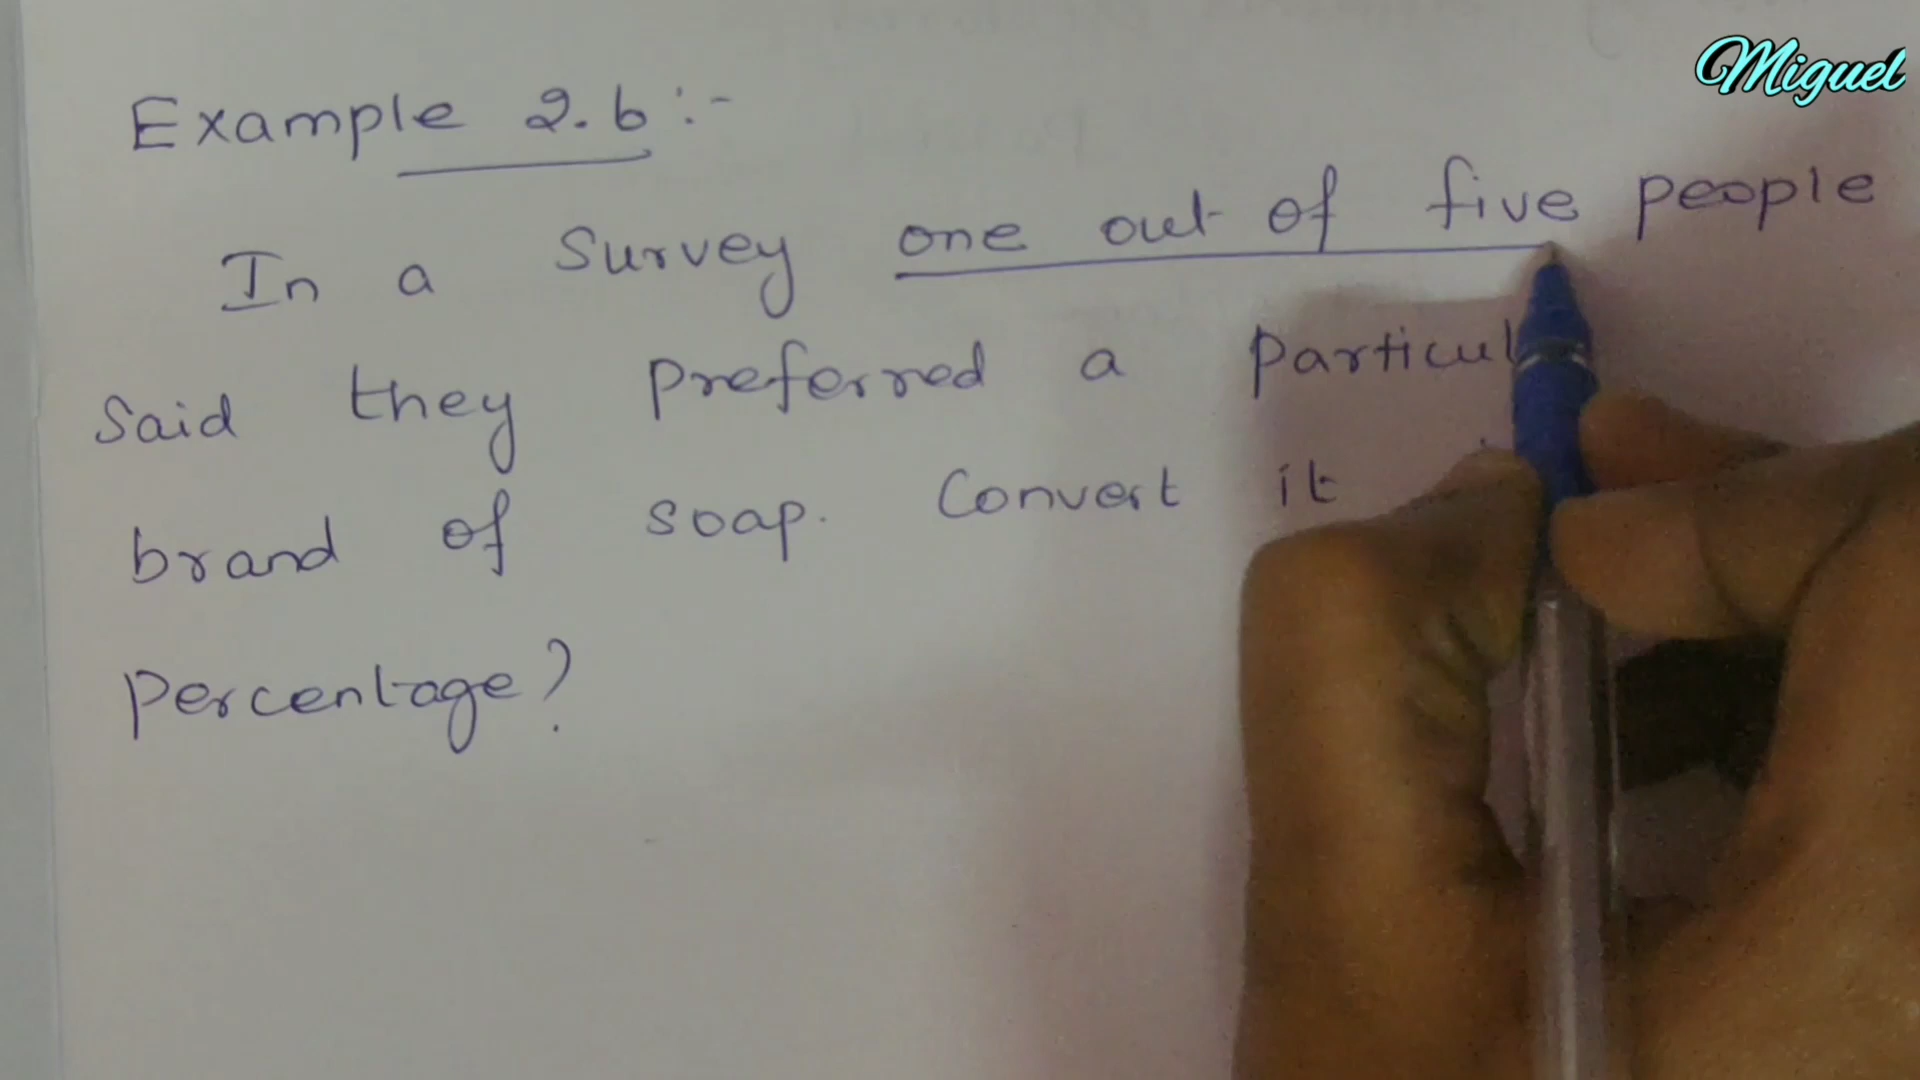 Miguel
Example 2.6:-
In a survey one out of five people
said they preferred a particul
brand of soap. Convert it
percentage?